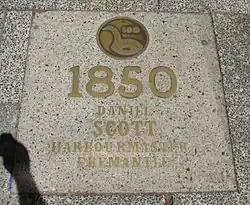 1850
DANIEL
SCOTT
HARBOURMASTER
FREMANTLE